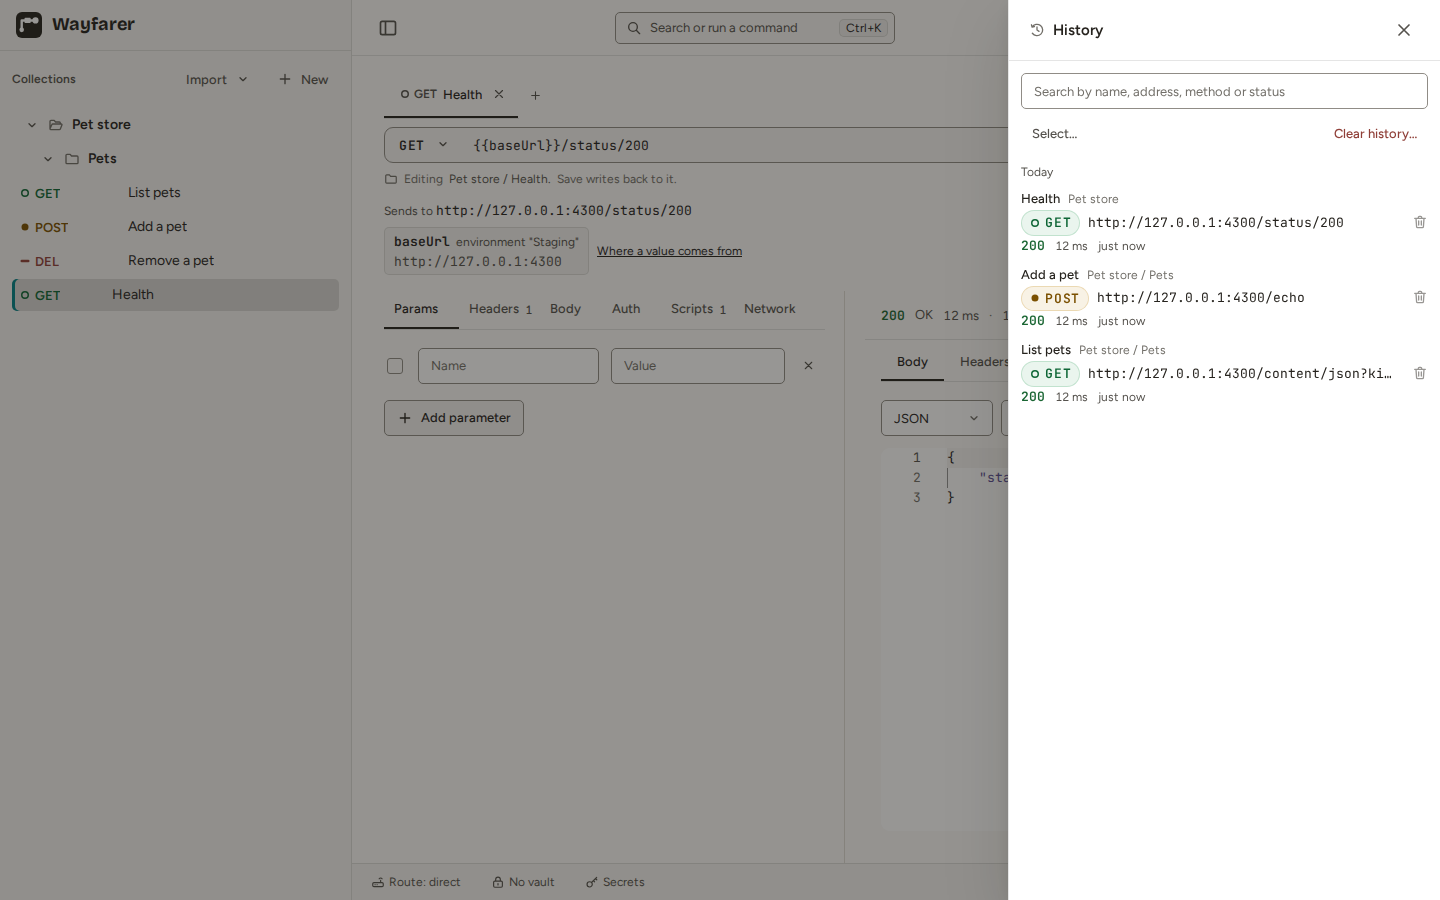 Wayfarer
Search or run a command
Ctrl+K
Collections
Import
New
Pet store
Pets
GET List pets
POST Add a pet
DEL Remove a pet
GET Health
GET Health
GET {{baseUrl}}/status/200
Editing Pet store / Health. Save writes back to it.
Sends to http://127.0.0.1:4300/status/200
baseUrl environment "Staging"
http://127.0.0.1:4300
Where a value comes from
Params
Headers 1
Body
Auth
Scripts 1
Network
Name
Value
Add parameter
200 OK 12 ms ·
Body
Headers
JSON
1 {
2 "sta
3 }
Route: direct
No vault
Secrets
History
Search by name, address, method or status
Select...
Clear history...
Today
Health Pet store
GET http://127.0.0.1:4300/status/200
200 12 ms just now
Add a pet Pet store / Pets
POST http://127.0.0.1:4300/echo
200 12 ms just now
List pets Pet store / Pets
GET http://127.0.0.1:4300/content/json?ki…
200 12 ms just now